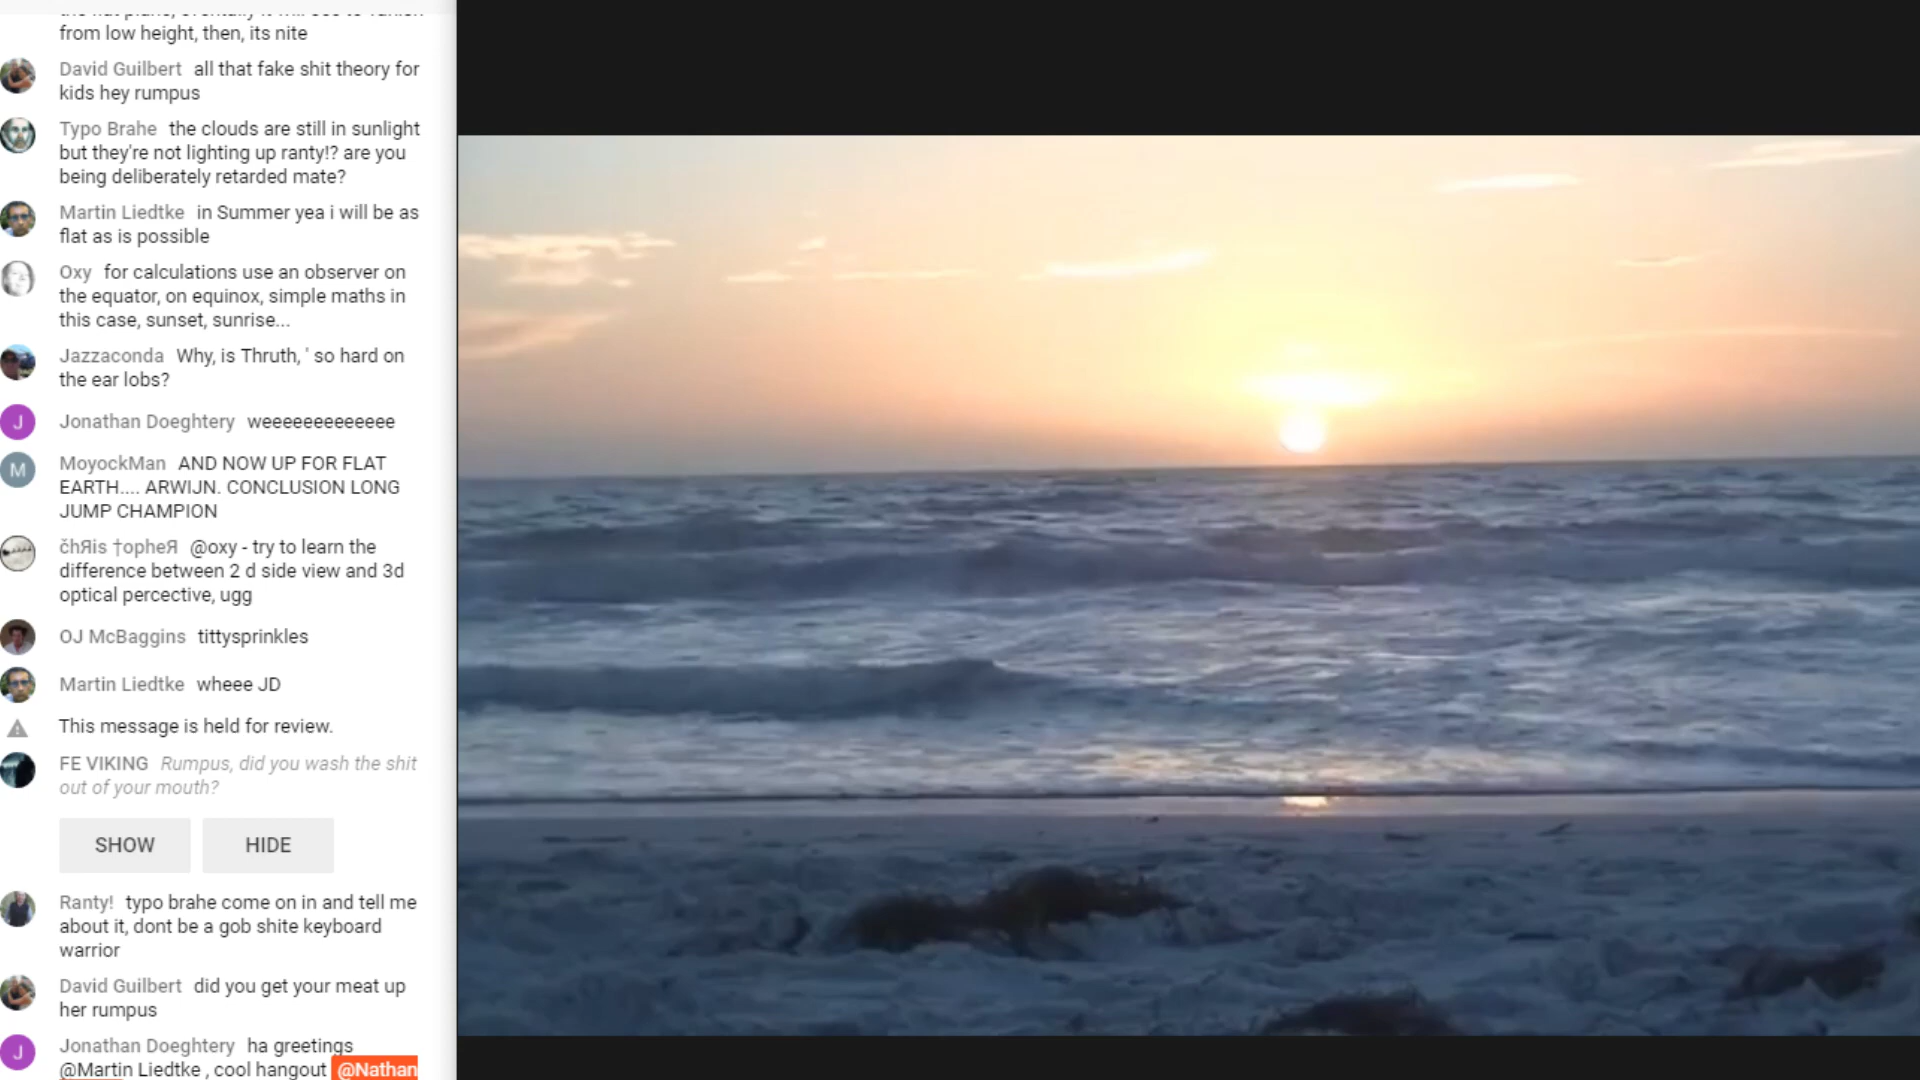 from low height, then, its nite
David Guilbert all that fake shit theory for
kids hey rumpus
Typo Brahe the clouds are still in sunlight
but they're not lighting up ranty!? are you
being deliberately retarded mate?
Martin Liedtke in Summer yea i will be as
flat as is possible
Oxy for calculations use an observer on
the equator, on equinox, simple maths in
this case, sunset, sunrise...
Jazzaconda Why, is Thruth, ' so hard on
the ear lobs?
J
Jonathan Doeghtery weeeeeeeeeeeee
M
MoyockMan AND NOW UP FOR FLAT
EARTH.... ARWIJN. CONCLUSION LONG
JUMP CHAMPION
čhЯis †opheЯ @oxy - try to learn the
difference between 2 d side view and 3d
optical percective, ugg
OJ McBaggins tittysprinkles
Martin Liedtke wheee JD
This message is held for review.
FE VIKING Rumpus, did you wash the shit
out of your mouth?
SHOW HIDE
Ranty! typo brahe come on in and tell me
about it, dont be a gob shite keyboard
warrior
David Guilbert did you get your meat up
her rumpus
J
Jonathan Doeghtery ha greetings
@Martin Liedtke , cool hangout @Nathan